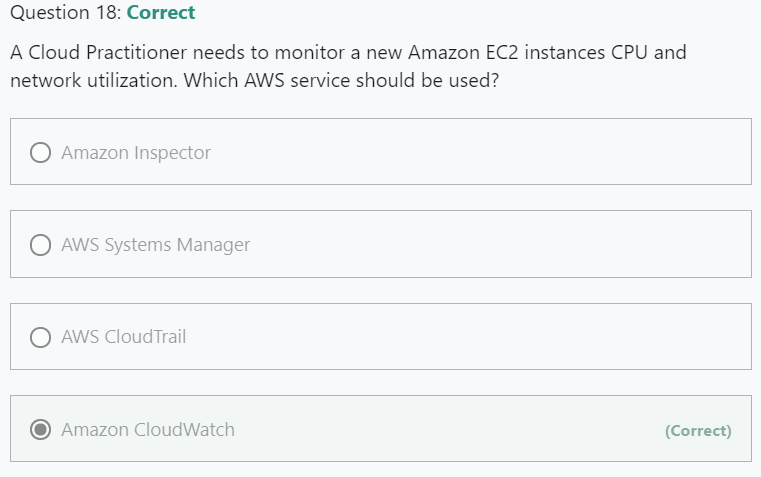 Question 18: Correct
A Cloud Practitioner needs to monitor a new Amazon EC2 instances CPU and
network utilization. Which AWS service should be used?
Amazon Inspector
AWS Systems Manager
AWS CloudTrail
Amazon CloudWatch (Correct)